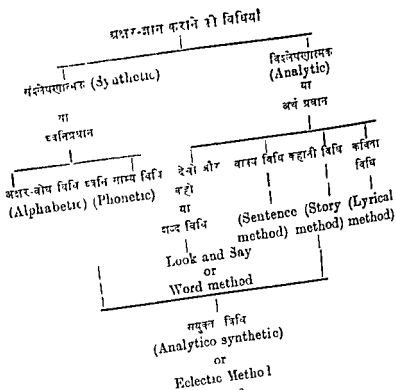 अक्षर-ज्ञान कराने की विधियाँ
संश्लेषणात्मक (Synthetic)
या
ध्वनिप्रधान
विश्लेषणात्मक
(Analytic)
या
अर्थ प्रधान
अक्षर-बोध विधि ध्वनि साम्य विधि
(Alphabetic) (Phonetic)
देखो और
कहो
या
शब्द विधि
Look and Say
or
Word method
वाक्य विधि
(Sentence
method)
कहानी विधि
(Story
method)
कविता
विधि
(Lyrical
method)
सयुक्त विधि
(Analytico synthetic)
or
Eclectic Method